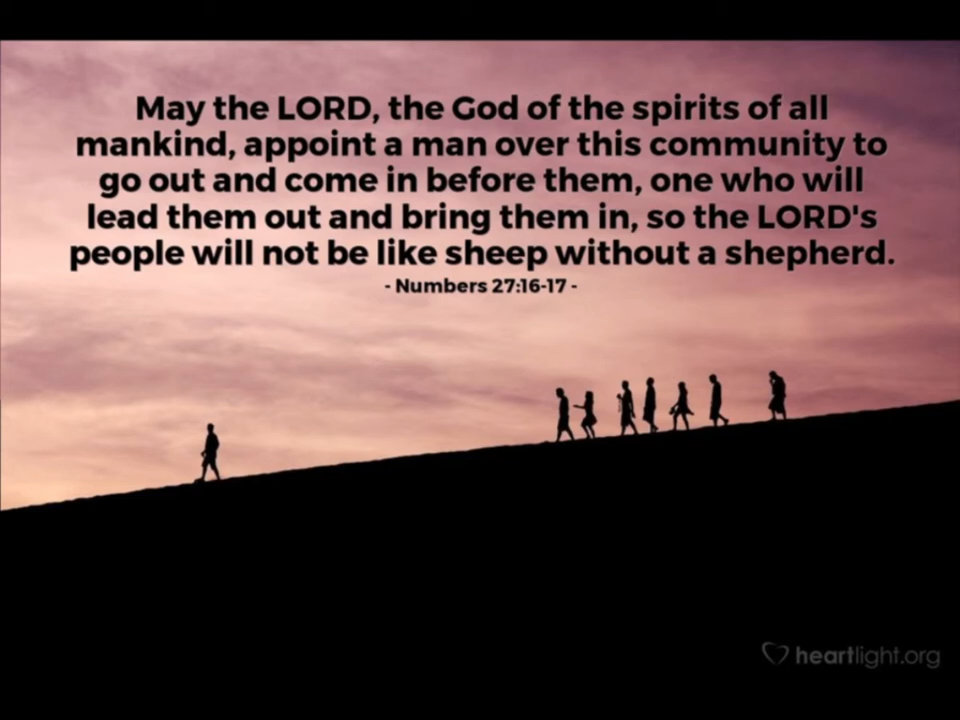 May the LORD, the God of the spirits of all
mankind, appoint a man over this community to
go out and come in before them, one who will
lead them out and bring them in, so the LORD's
people will not be like sheep without a shepherd.
- Numbers 27:16-17 -
heartlight.org